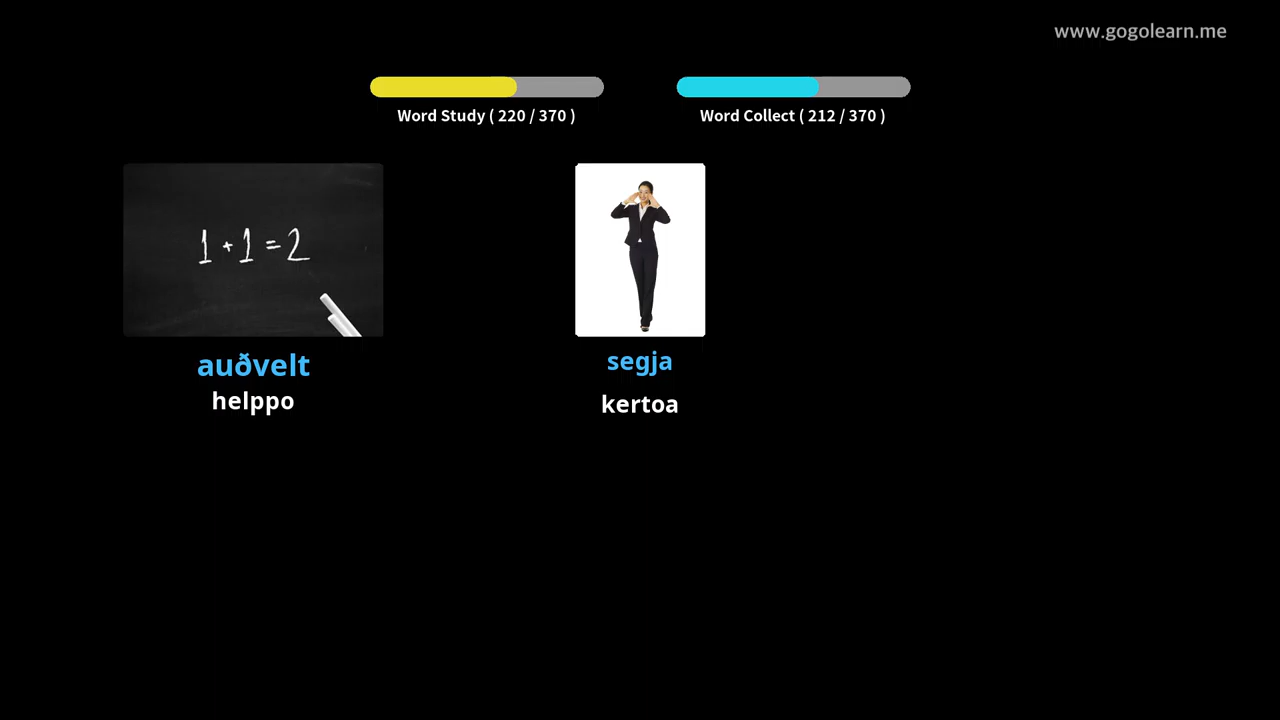 www.gogolearn.me
Word Study ( 220 / 370 )
Word Collect ( 212 / 370 )
1 + 1 = 2
auðvelt
helppo
segja
kertoa